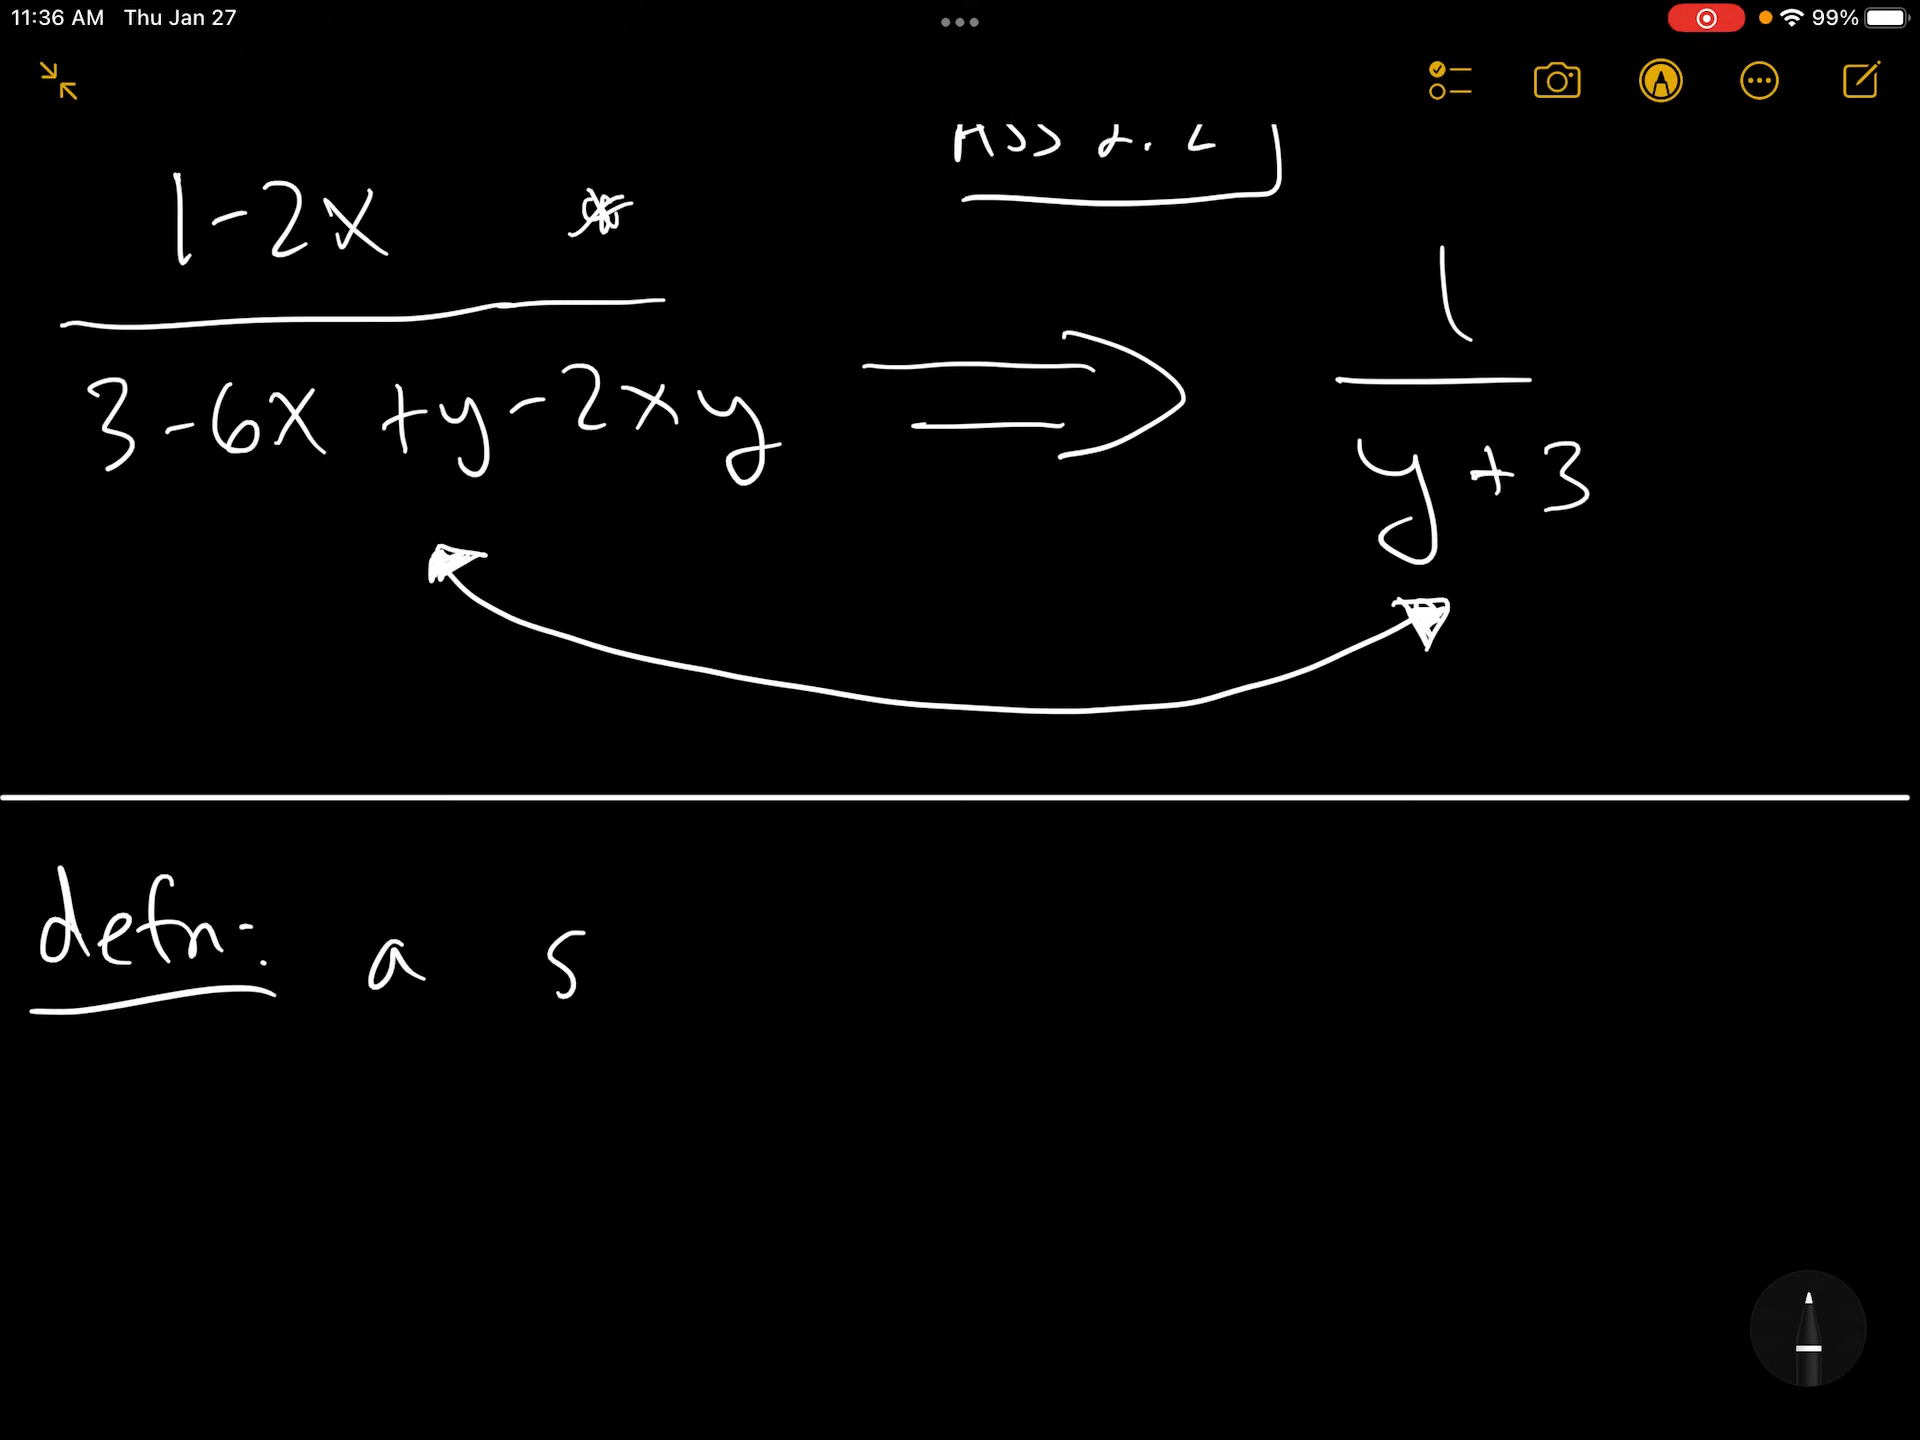 11:36 AM Thu Jan 27
99%
1-2x *
3-6x+y-2xy
1
y+3
defn: a s